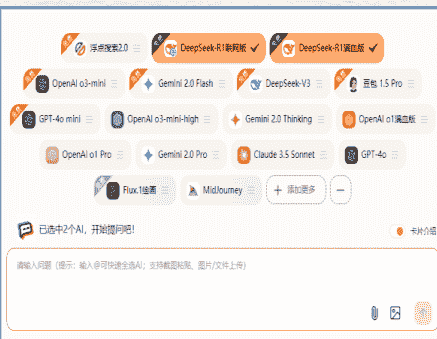 浮点搜索2.0 DeepSeek-R1联网版 DeepSeek-R1满血版
OpenAI o3-mini Gemini 2.0 Flash DeepSeek-V3 豆包 1.5 Pro
GPT-4o mini OpenAI o3-mini-high Gemini 2.0 Thinking OpenAI o1满血版
OpenAI o1 Pro Gemini 2.0 Pro Claude 3.5 Sonnet GPT-4o
Flux.1绘画 MidJourney 添加更多
已选中2个AI，开始提问吧！
卡片介绍
请输入问题（提示：输入@可快速全选AI；支持截图粘贴、图片/文件上传）